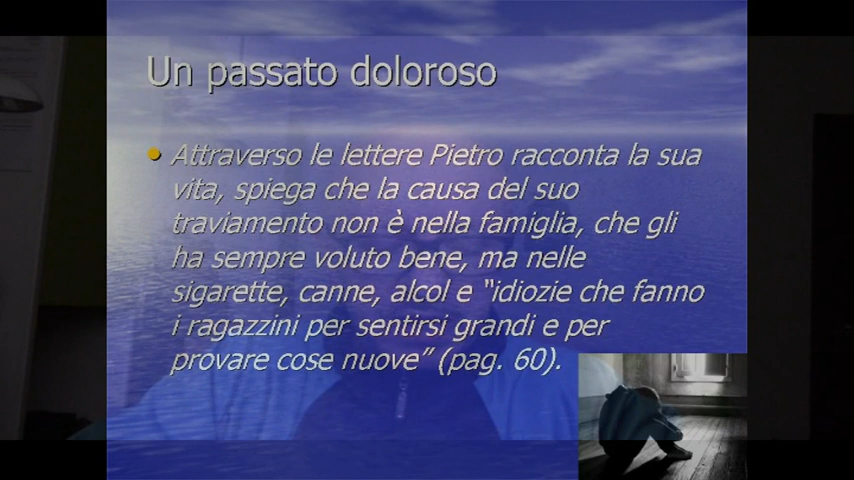 Un passato doloroso
Attraverso le lettere Pietro racconta la sua
vita, spiega che la causa del suo
traviamento non è nella famiglia, che gli
ha sempre voluto bene, ma nelle
sigarette, canne, alcol e “idiozie che fanno
i ragazzini per sentirsi grandi e per
provare cose nuove” (pag. 60).